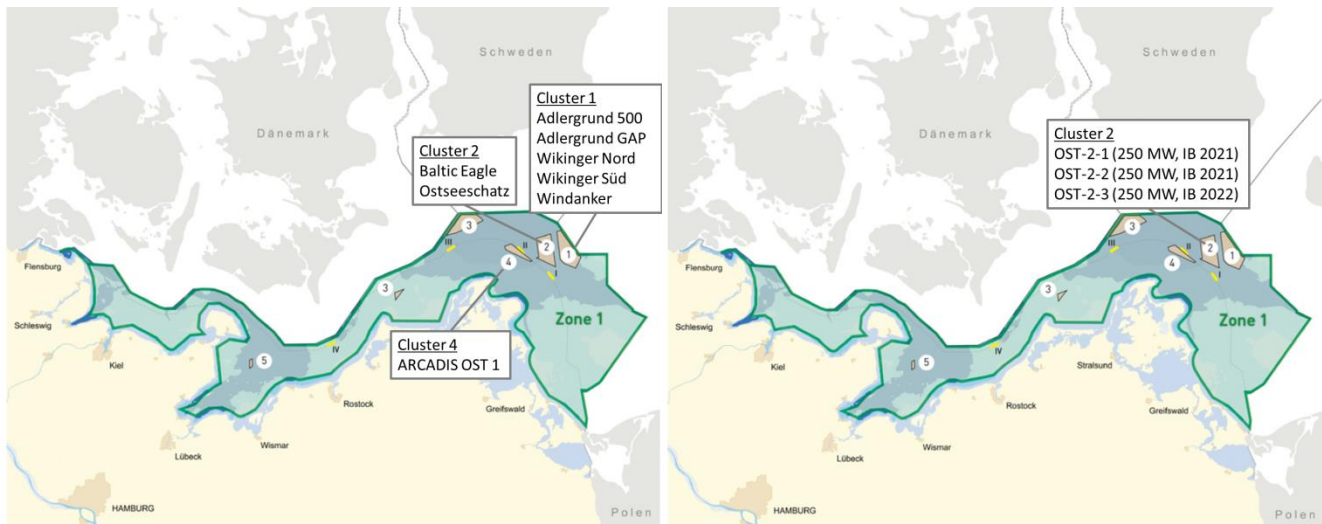 Schweden
Dänemark
Cluster 1
Adlergrund 500
Adlergrund GAP
Wikinger Nord
Wikinger Süd
Windanker
Cluster 2
Baltic Eagle
Ostseeschatz
3
III
II
2
1
4
I
Flensburg
3
Zone 1
Schleswig
Cluster 4
ARCADIS OST 1
IV
5
Kiel
Rostock
Greifswald
Wismar
Lübeck
HAMBURG
Polen
Schweden
Dänemark
Cluster 2
OST-2-1 (250 MW, IB 2021)
OST-2-2 (250 MW, IB 2021)
OST-2-3 (250 MW, IB 2022)
3
III
II
2
1
4
I
Flensburg
3
Zone 1
Schleswig
IV
5
Kiel
Stralsund
Rostock
Greifswald
Wismar
Lübeck
HAMBURG
Polen